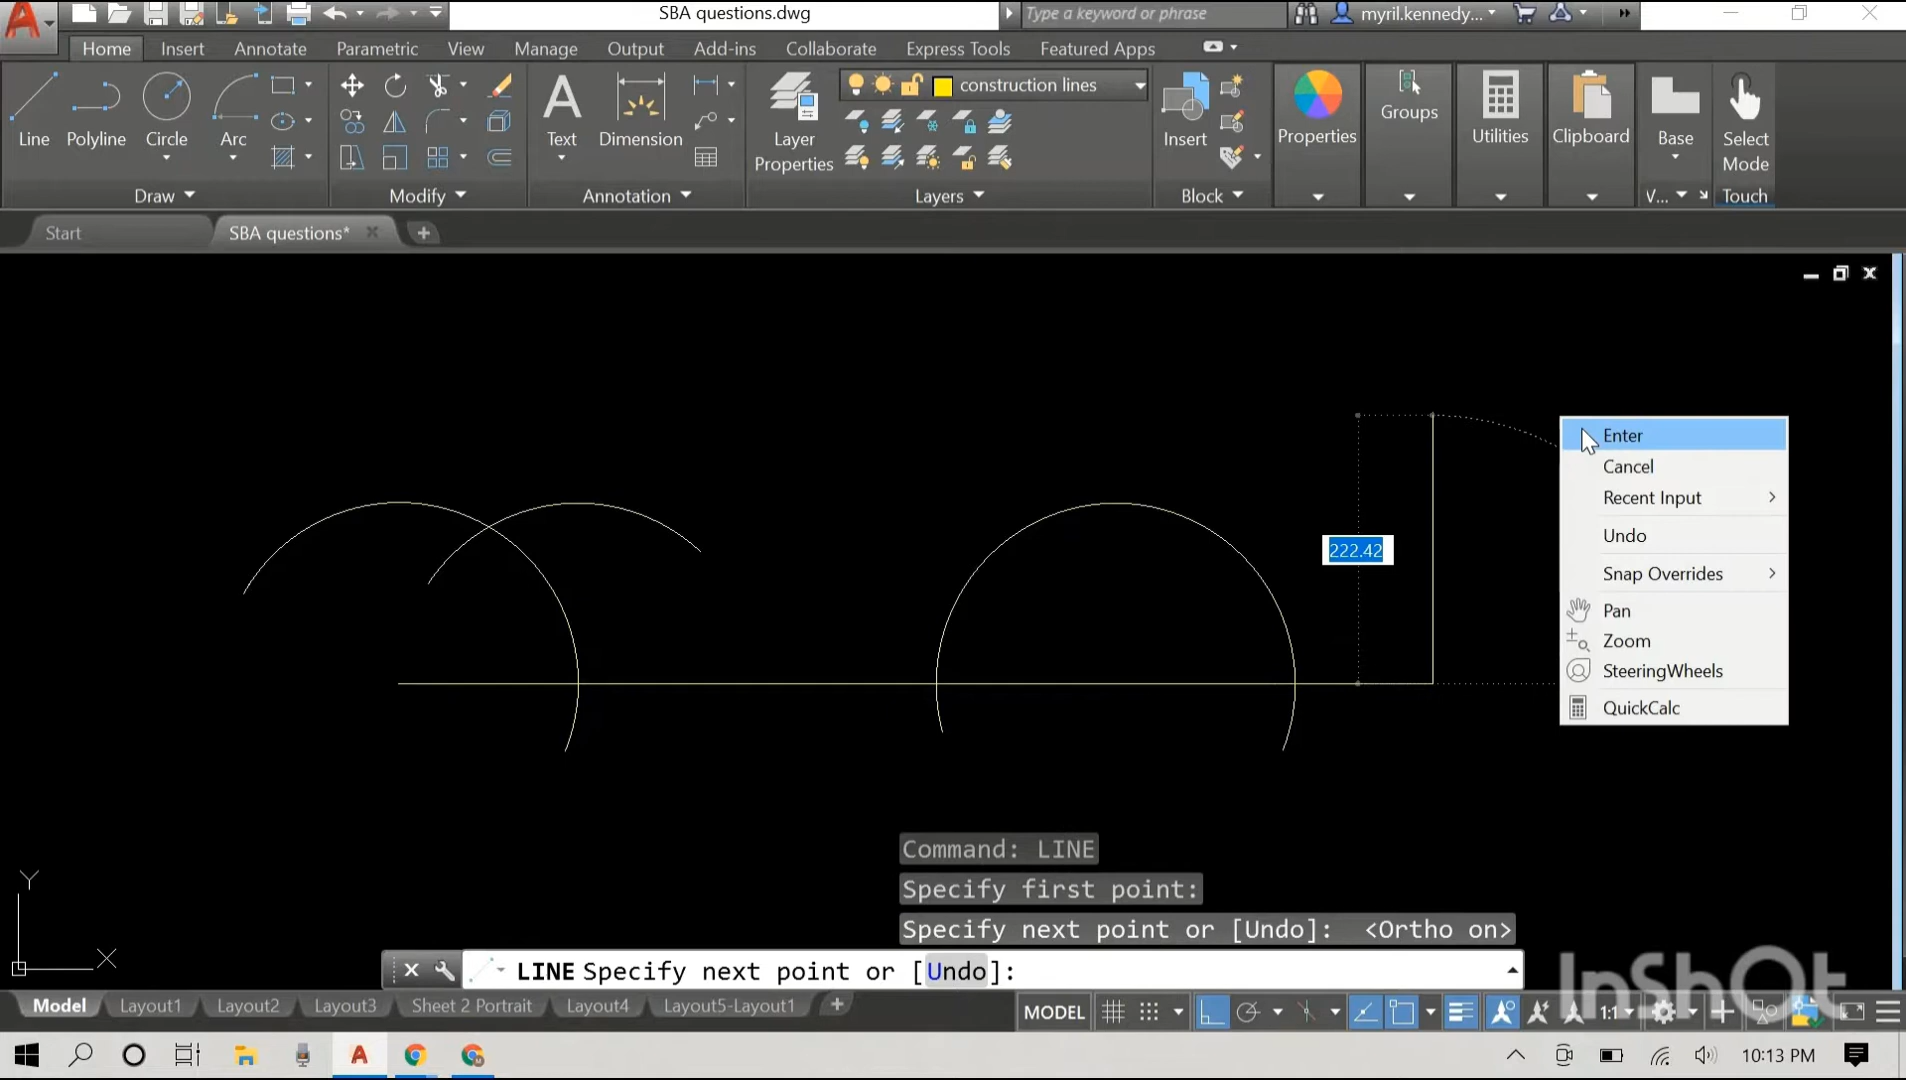 SBA questions.dwg
Type a keyword or phrase
myril.kennedy...
Home Insert Annotate Parametric View Manage Output Add-ins Collaborate Express Tools Featured Apps
construction lines
Line Polyline Circle Arc
Text Dimension
Layer Properties
Insert
Properties
Groups
Utilities
Clipboard
Base
Select Mode
Draw Modify Annotation Layers Block V... Touch
Start SBA questions*
Enter
Cancel
Recent Input
Undo
Snap Overrides
Pan
Zoom
SteeringWheels
QuickCalc
222.42
Y
X
Command: LINE
Specify first point:
Specify next point or [Undo]: <Ortho on>
LINE Specify next point or [Undo]:
InShOt
Model Layout1 Layout2 Layout3 Sheet 2 Portrait Layout4 Layout5-Layout1
MODEL 1:1
10:13 PM